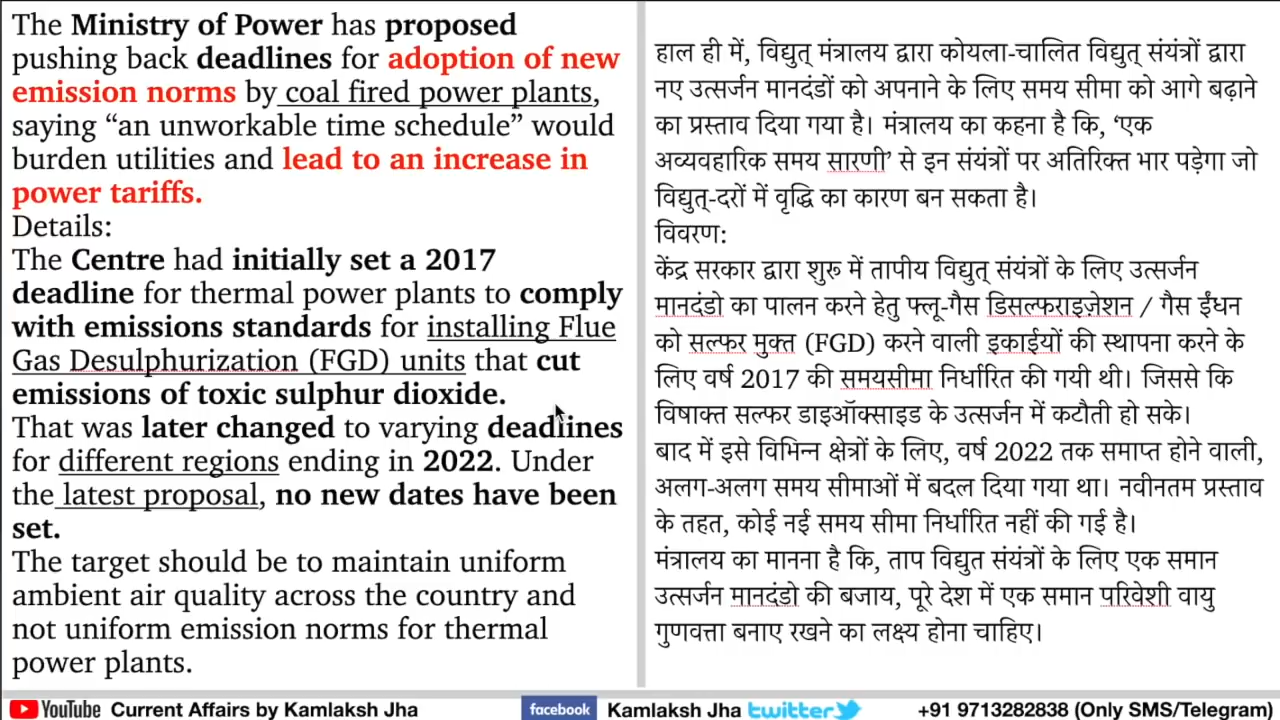 The Ministry of Power has proposed
pushing back deadlines for adoption of new
emission norms by coal fired power plants,
saying “an unworkable time schedule” would
burden utilities and lead to an increase in
power tariffs.
Details:
The Centre had initially set a 2017
deadline for thermal power plants to comply
with emissions standards for installing Flue
Gas Desulphurization (FGD) units that cut
emissions of toxic sulphur dioxide.
That was later changed to varying deadlines
for different regions ending in 2022. Under
the latest proposal, no new dates have been
set.
The target should be to maintain uniform
ambient air quality across the country and
not uniform emission norms for thermal
power plants.
हाल ही में, विद्युत् मंत्रालय द्वारा कोयला-चालित विद्युत् संयंत्रों द्वारा
नए उत्सर्जन मानदंडों को अपनाने के लिए समय सीमा को आगे बढ़ाने
का प्रस्ताव दिया गया है। मंत्रालय का कहना है कि, ‘एक
अव्यवहारिक समय सारणी’ से इन संयंत्रों पर अतिरिक्त भार पड़ेगा जो
विद्युत्-दरों में वृद्धि का कारण बन सकता है।
विवरण:
केंद्र सरकार द्वारा शुरू में तापीय विद्युत् संयंत्रों के लिए उत्सर्जन
मानदंडो का पालन करने हेतु फ्लू-गैस डिसल्फराइज़ेशन / गैस ईंधन
को सल्फर मुक्त (FGD) करने वाली इकाईयों की स्थापना करने के
लिए वर्ष 2017 की समयसीमा निर्धारित की गयी थी। जिससे कि
विषाक्त सल्फर डाइऑक्साइड के उत्सर्जन में कटौती हो सके।
बाद में इसे विभिन्न क्षेत्रों के लिए, वर्ष 2022 तक समाप्त होने वाली,
अलग-अलग समय सीमाओं में बदल दिया गया था। नवीनतम प्रस्ताव
के तहत, कोई नई समय सीमा निर्धारित नहीं की गई है।
मंत्रालय का मानना है कि, ताप विद्युत संयंत्रों के लिए एक समान
उत्सर्जन मानदंडो की बजाय, पूरे देश में एक समान परिवेशी वायु
गुणवत्ता बनाए रखने का लक्ष्य होना चाहिए।
YouTube Current Affairs by Kamlaksh Jha facebook Kamlaksh Jha twitter +91 9713282838 (Only SMS/Telegram)